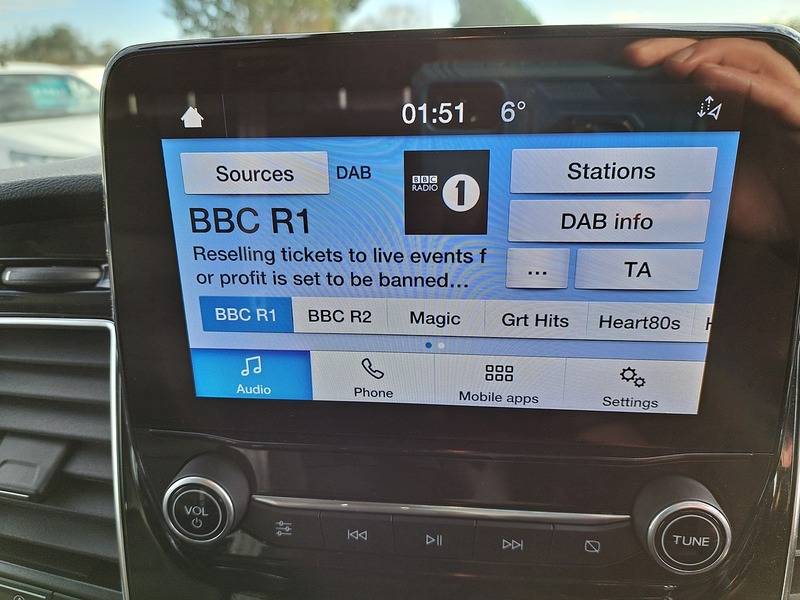 01:51 6°
Sources DAB
BBC
RADIO 1
Stations
BBC R1
DAB info
Reselling tickets to live events f
or profit is set to be banned...
... TA
BBC R1 BBC R2 Magic Grt Hits Heart80s H
Audio Phone Mobile apps Settings
VOL
TUNE